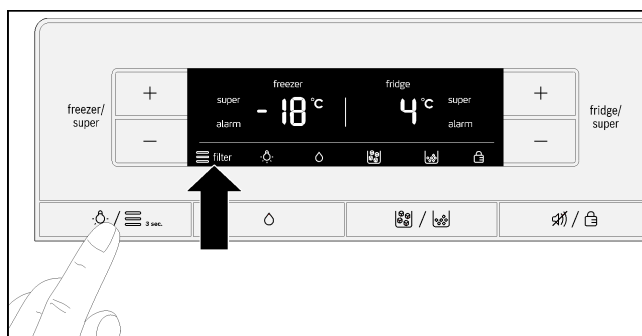 freezer/
super
+
−
freezer
super
alarm
-18 °C
fridge
4 °C
super
alarm
filter
+
−
fridge/
super
/ 3 sec.
/
/